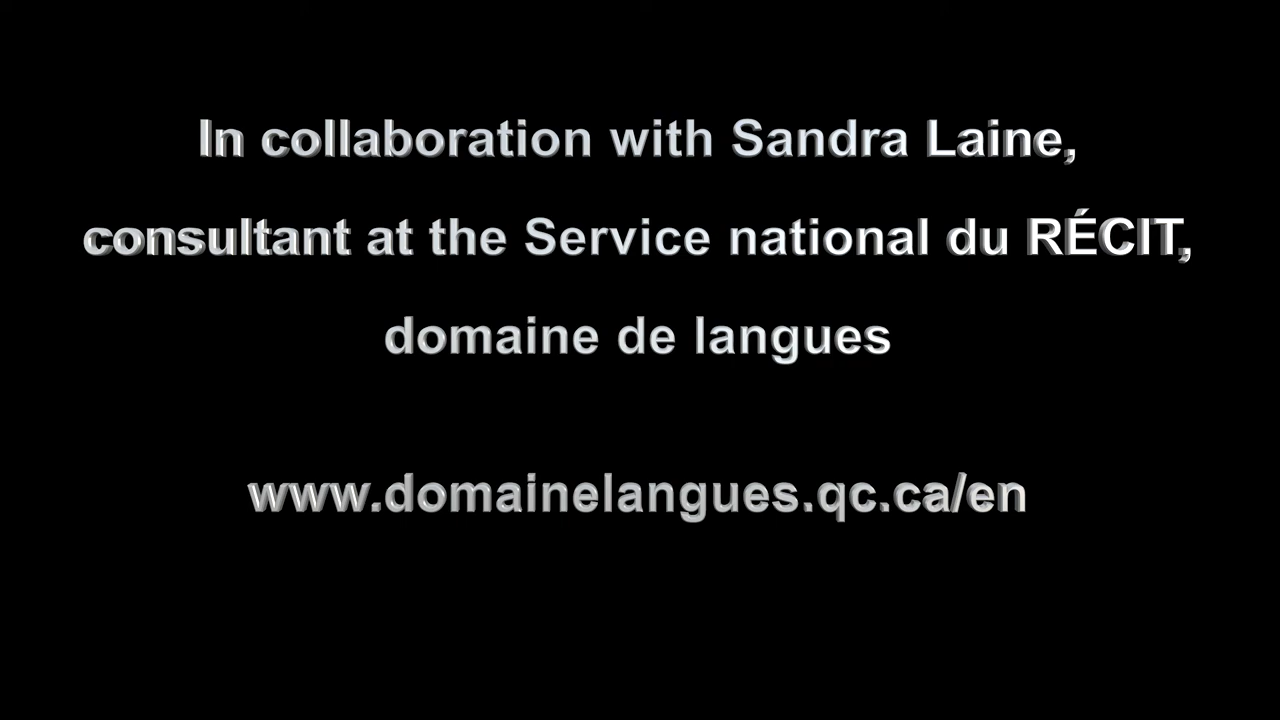 In collaboration with Sandra Laine,
consultant at the Service national du RÉCIT,
domaine de langues
www.domainelangues.qc.ca/en